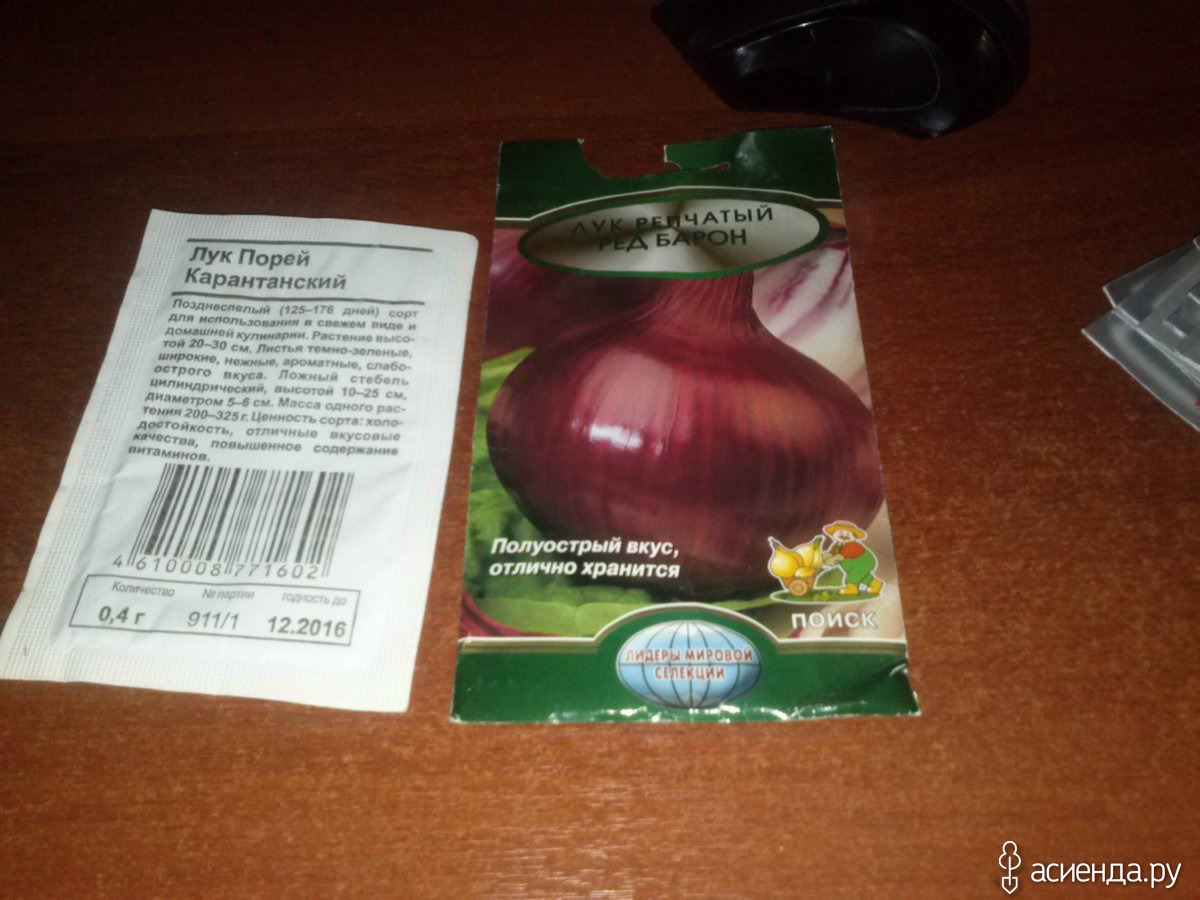 Лук Порей
Карантанский
Позднеспелый (125–176 дней) сорт
для использования в свежем виде и
домашней кулинарии. Растение высо-
той 20–30 см. Листья темно-зеленые,
широкие, нежные, ароматные, слабо-
острого вкуса. Ложный стебель
цилиндрический, высотой 10–25 см,
диаметром 5–6 см. Масса одного рас-
тения 200–325 г. Ценность сорта: холо-
достойкость, отличные вкусовые
качества, повышенное содержание
витаминов.
4 610008 771602
Количество № партии годность до
0,4 г 911/1 12.2016
ЛУК РЕПЧАТЫЙ
РЕД БАРОН
Полуострый вкус,
отлично хранится
ПОИСК
ЛИДЕРЫ МИРОВОЙ
СЕЛЕКЦИИ
асиенда.ру